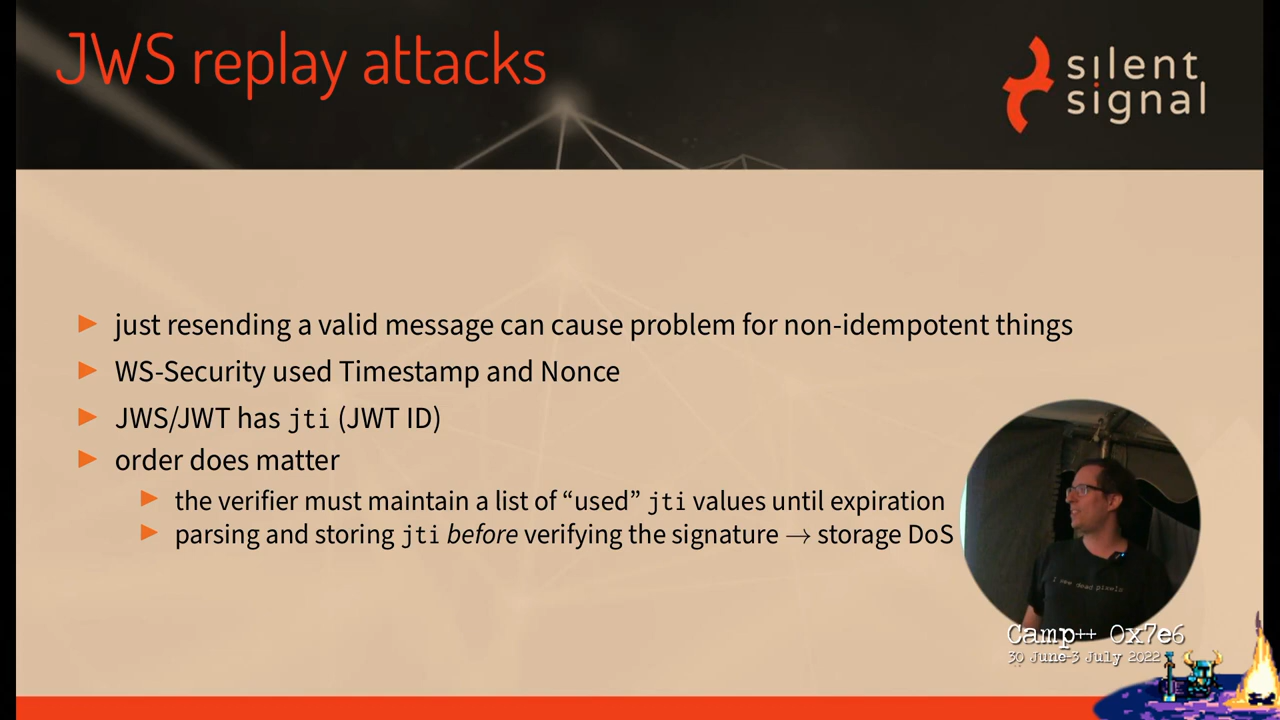 JWS replay attacks
silent
signal
just resending a valid message can cause problem for non-idempotent things
WS-Security used Timestamp and Nonce
JWS/JWT has jti (JWT ID)
order does matter
the verifier must maintain a list of “used” jti values until expiration
parsing and storing jti before verifying the signature → storage DoS
I see dead pixels
Camp++ 0x7e6
30 June-3 July 2022